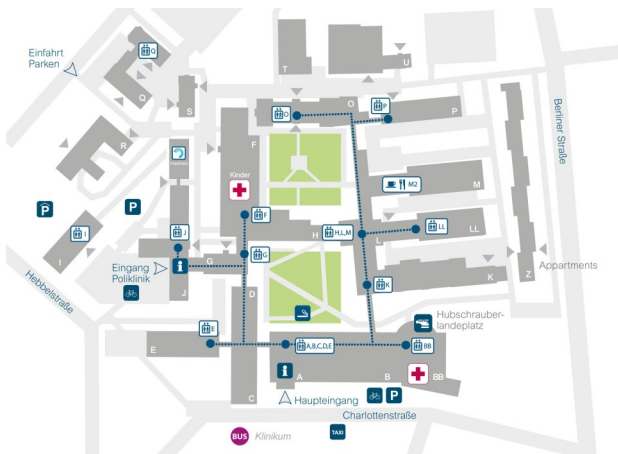 Einfahrt
Parken
Q
Q
S
T
U
O
O
P
P
R
F
Kinder
M2
M
P
P
I
I
J
F
H
H,L,M
L
LL
LL
Berliner Straße
Hebbelstraße
Eingang
Poliklinik
i
G
G
J
D
K
K
Z
Appartments
Hubschrauber-
landeplatz
E
E
A,B,C,D,E
BB
i
A
B
BB
C
Haupteingang
P
Charlottenstraße
BUS
Klinikum
TAXI